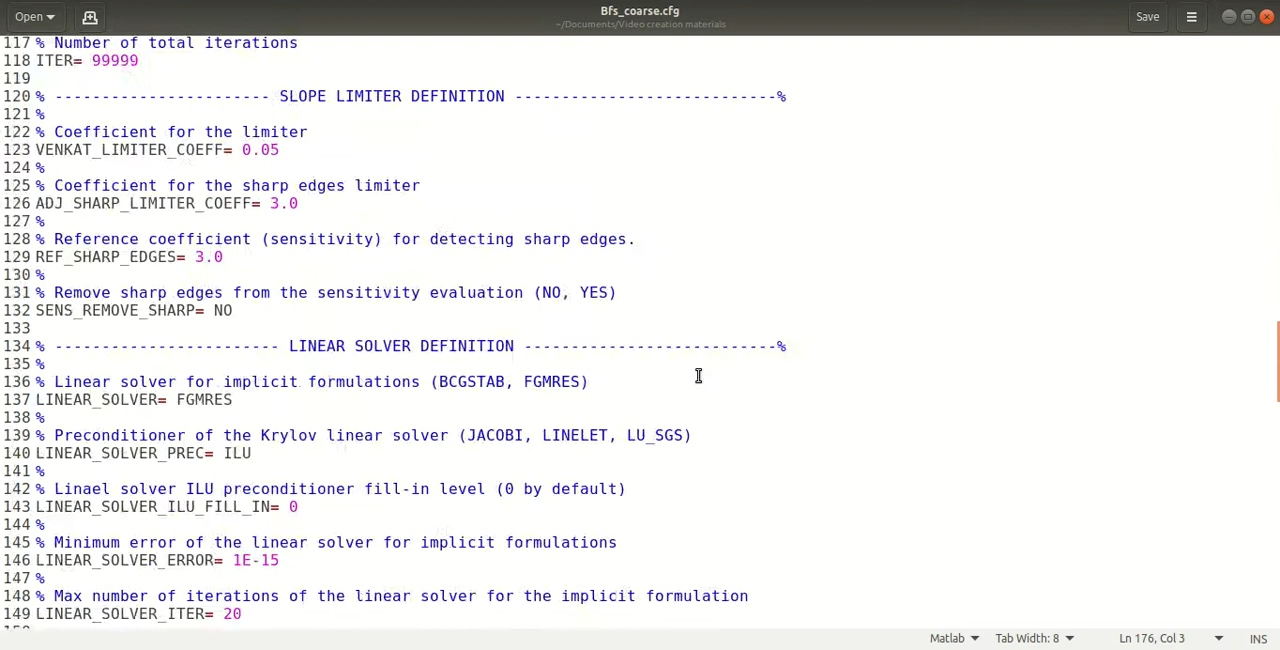 Open
Bfs_coarse.cfg
~/Documents/Video creation materials
Save
117 % Number of total iterations
118 ITER= 99999
119
120 % ----------------------- SLOPE LIMITER DEFINITION ----------------------------%
121 %
122 % Coefficient for the limiter
123 VENKAT_LIMITER_COEFF= 0.05
124 %
125 % Coefficient for the sharp edges limiter
126 ADJ_SHARP_LIMITER_COEFF= 3.0
127 %
128 % Reference coefficient (sensitivity) for detecting sharp edges.
129 REF_SHARP_EDGES= 3.0
130 %
131 % Remove sharp edges from the sensitivity evaluation (NO, YES)
132 SENS_REMOVE_SHARP= NO
133
134 % ------------------------ LINEAR SOLVER DEFINITION ---------------------------%
135 %
136 % Linear solver for implicit formulations (BCGSTAB, FGMRES)
137 LINEAR_SOLVER= FGMRES
138 %
139 % Preconditioner of the Krylov linear solver (JACOBI, LINELET, LU_SGS)
140 LINEAR_SOLVER_PREC= ILU
141 %
142 % Linael solver ILU preconditioner fill-in level (0 by default)
143 LINEAR_SOLVER_ILU_FILL_IN= 0
144 %
145 % Minimum error of the linear solver for implicit formulations
146 LINEAR_SOLVER_ERROR= 1E-15
147 %
148 % Max number of iterations of the linear solver for the implicit formulation
149 LINEAR_SOLVER_ITER= 20
Matlab Tab Width: 8 Ln 176, Col 3 INS